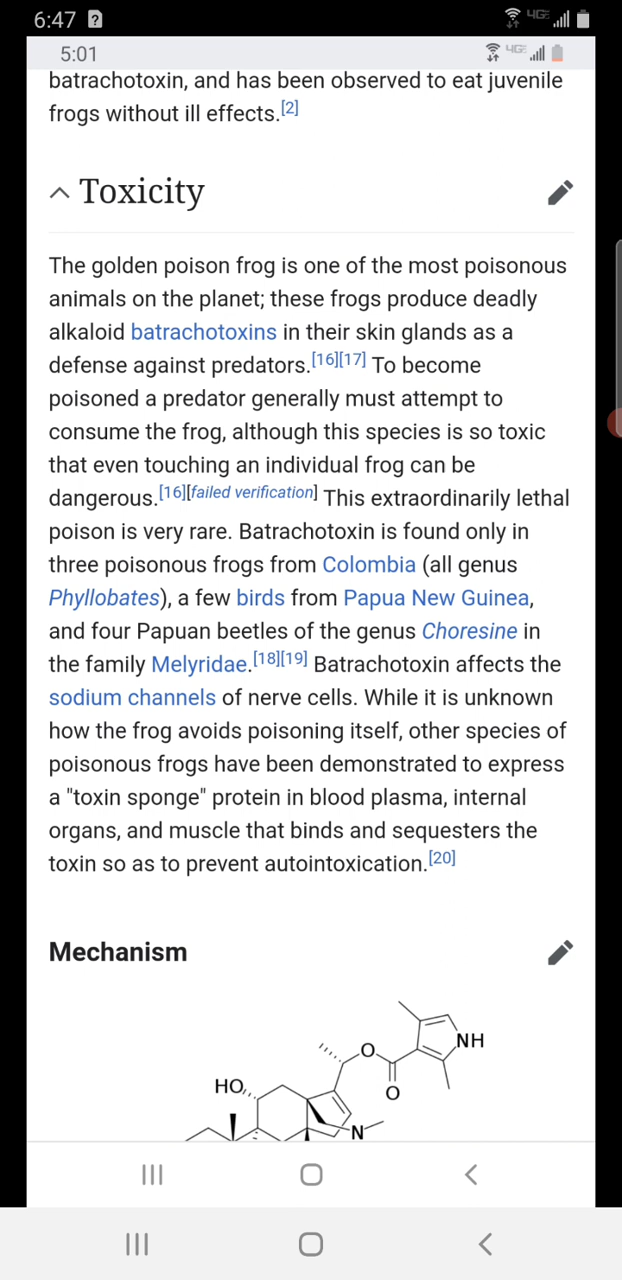 6:47
4GE
5:01
4GE
batrachotoxin, and has been observed to eat juvenile
frogs without ill effects.[2]
Toxicity
The golden poison frog is one of the most poisonous
animals on the planet; these frogs produce deadly
alkaloid batrachotoxins in their skin glands as a
defense against predators.[16][17] To become
poisoned a predator generally must attempt to
consume the frog, although this species is so toxic
that even touching an individual frog can be
dangerous.[16][failed verification] This extraordinarily lethal
poison is very rare. Batrachotoxin is found only in
three poisonous frogs from Colombia (all genus
Phyllobates), a few birds from Papua New Guinea,
and four Papuan beetles of the genus Choresine in
the family Melyridae.[18][19] Batrachotoxin affects the
sodium channels of nerve cells. While it is unknown
how the frog avoids poisoning itself, other species of
poisonous frogs have been demonstrated to express
a "toxin sponge" protein in blood plasma, internal
organs, and muscle that binds and sequesters the
toxin so as to prevent autointoxication.[20]
Mechanism
NH
O
O
HO
N